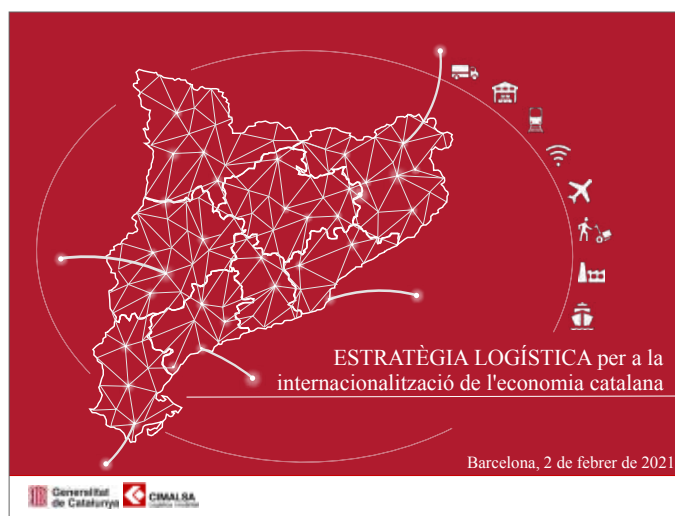 ESTRATÈGIA LOGÍSTICA per a la
internacionalització de l'economia catalana
Barcelona, 2 de febrer de 2021
Generalitat
de Catalunya
CIMALSA